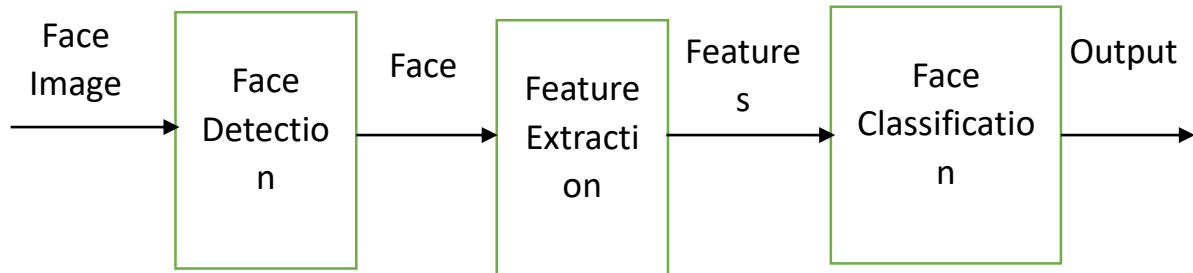 Face
Image
Face
Detectio
n
Face
Feature
Extracti
on
Feature
s
Face
Classificatio
n
Output